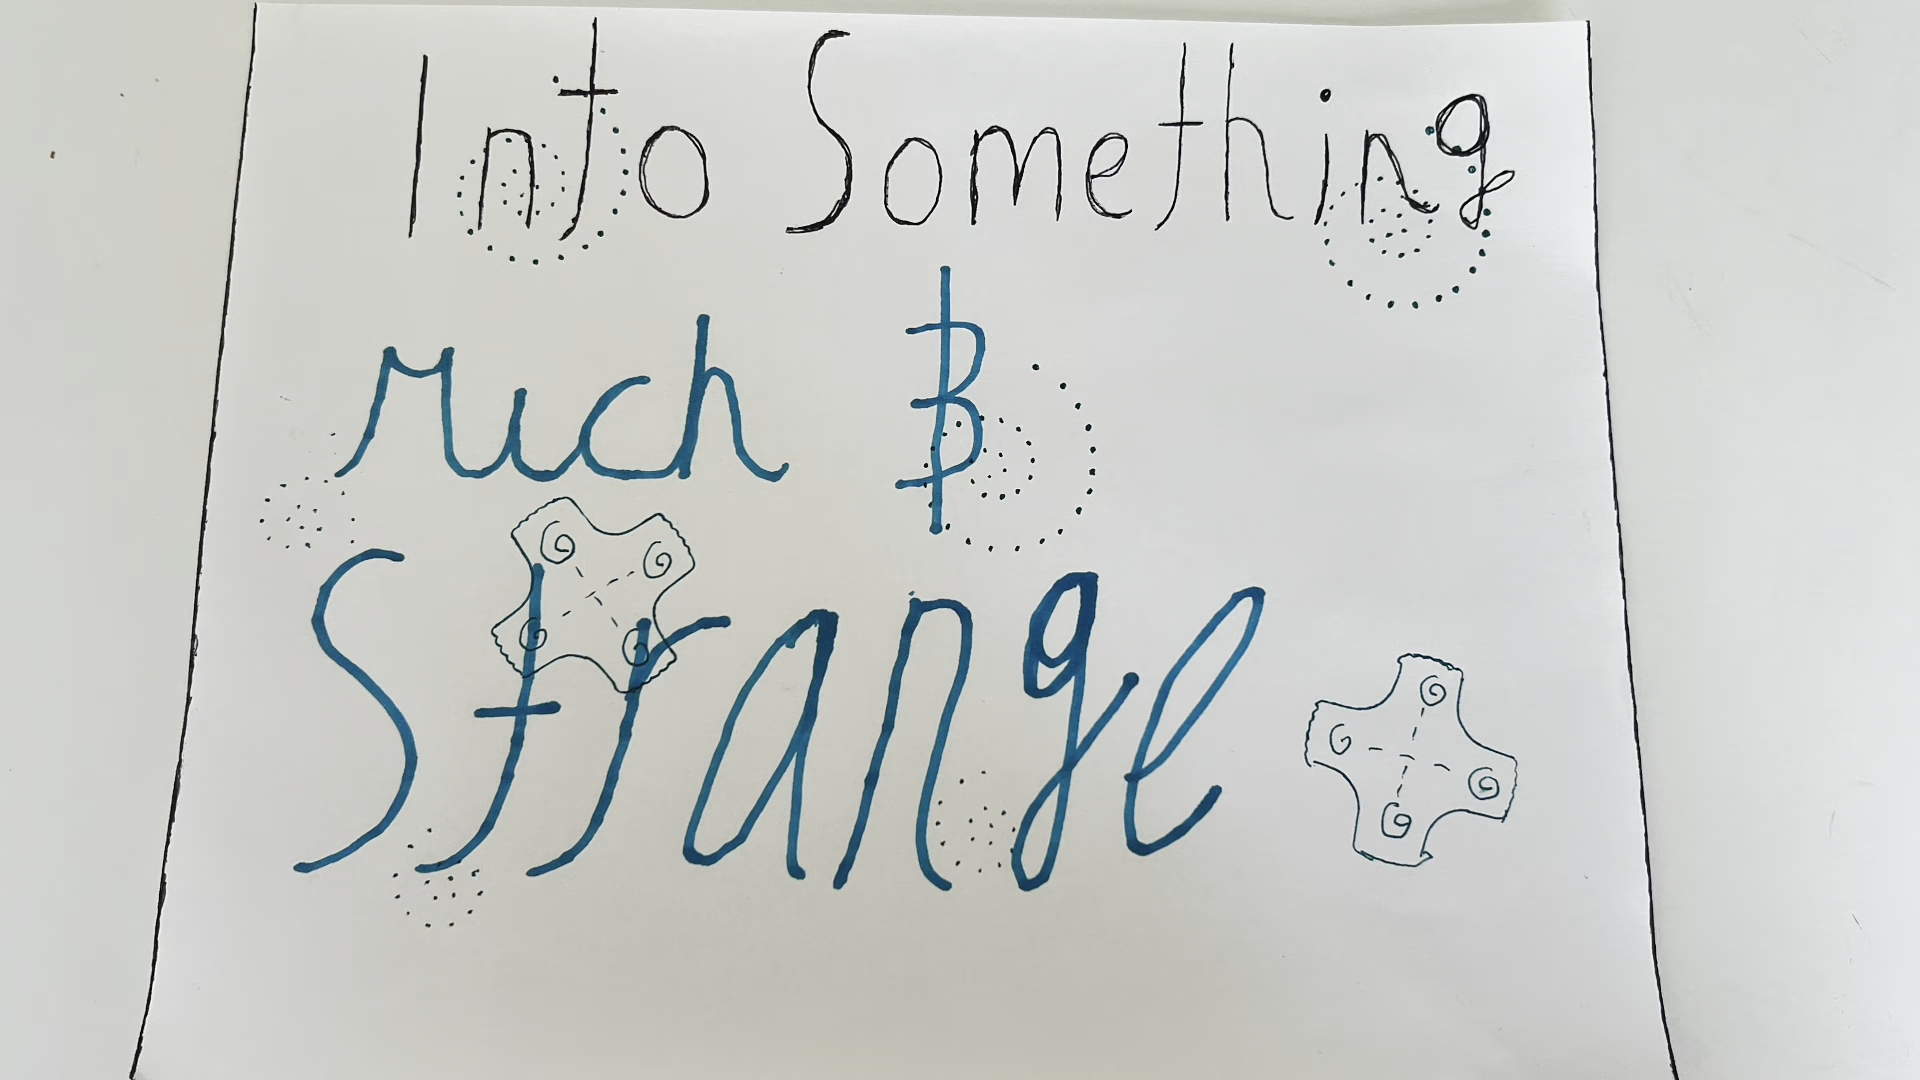 Into Something
rich ₿
Strange